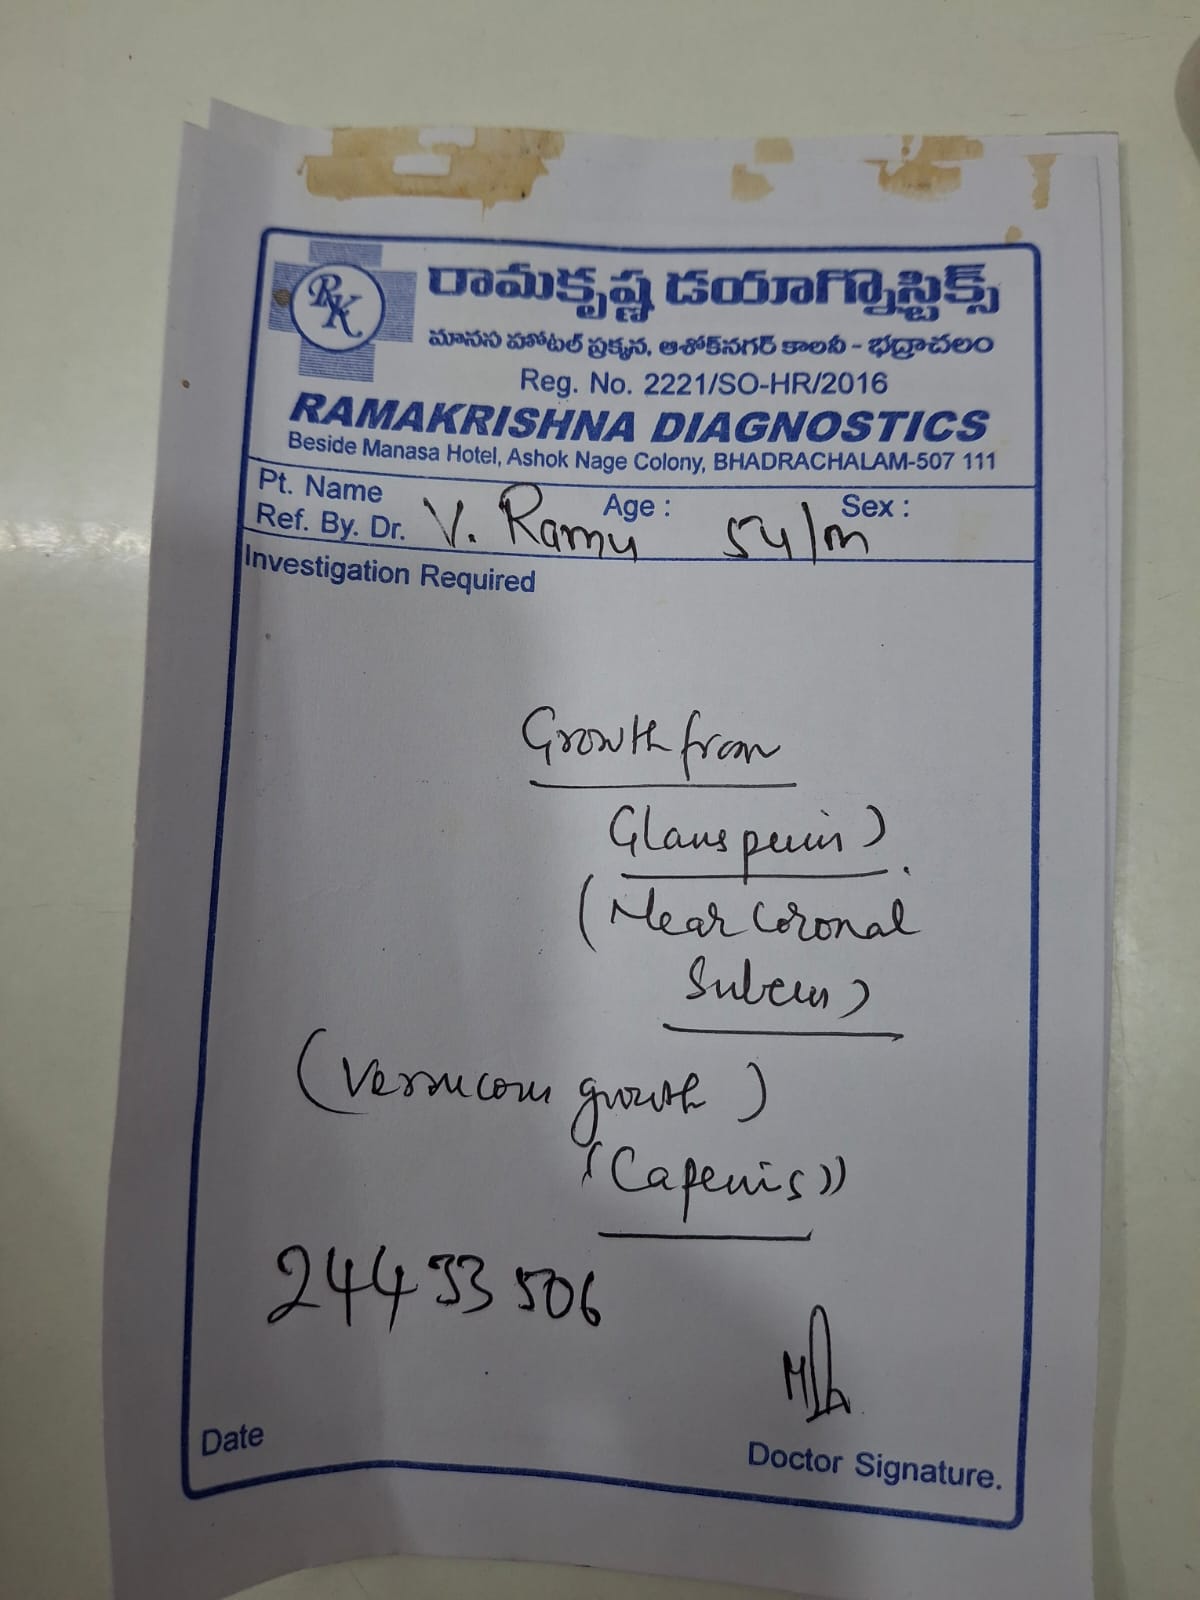 RK
రామకృష్ణ డయాగ్నొస్టిక్స్
మానస హోటల్ ప్రక్కన, ఆశోక్‌నగర్ కాలనీ - భద్రాచలం
Reg. No. 2221/SO-HR/2016
RAMAKRISHNA DIAGNOSTICS
Beside Manasa Hotel, Ashok Nage Colony, BHADRACHALAM-507 111
Pt. Name Age : Sex :
Ref. By. Dr. V. Ramu 54/m
Investigation Required
Growth from
Glans penis
(Near Coronal
Sulcus)
(Verrucous growth)
(Ca penis))
24433506
Date
Doctor Signature.